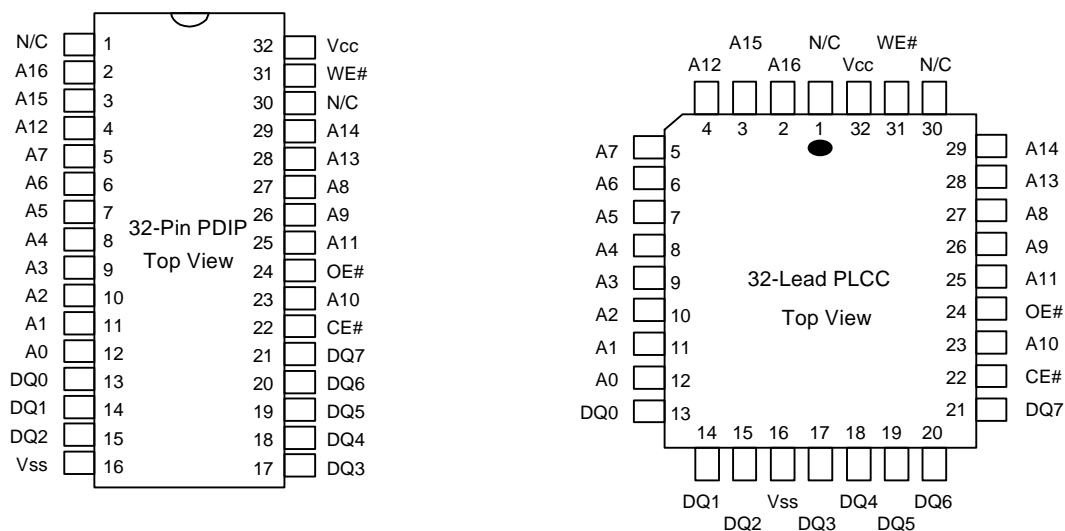 N/C 1 32 Vcc
A16 2 31 WE#
A15 3 30 N/C
A12 4 29 A14
A7 5 28 A13
A6 6 27 A8
A5 7 26 A9
A4 8 25 A11
A3 9 24 OE#
A2 10 23 A10
A1 11 22 CE#
A0 12 21 DQ7
DQ0 13 20 DQ6
DQ1 14 19 DQ5
DQ2 15 18 DQ4
Vss 16 17 DQ3
32-Pin PDIP
Top View
A15 N/C WE#
A12 A16 Vcc N/C
4 3 2 1 32 31 30
A7 5 29 A14
A6 6 28 A13
A5 7 27 A8
A4 8 26 A9
A3 9 25 A11
A2 10 24 OE#
A1 11 23 A10
A0 12 22 CE#
DQ0 13 21 DQ7
32-Lead PLCC
Top View
14 15 16 17 18 19 20
DQ1 Vss DQ4 DQ6
DQ2 DQ3 DQ5